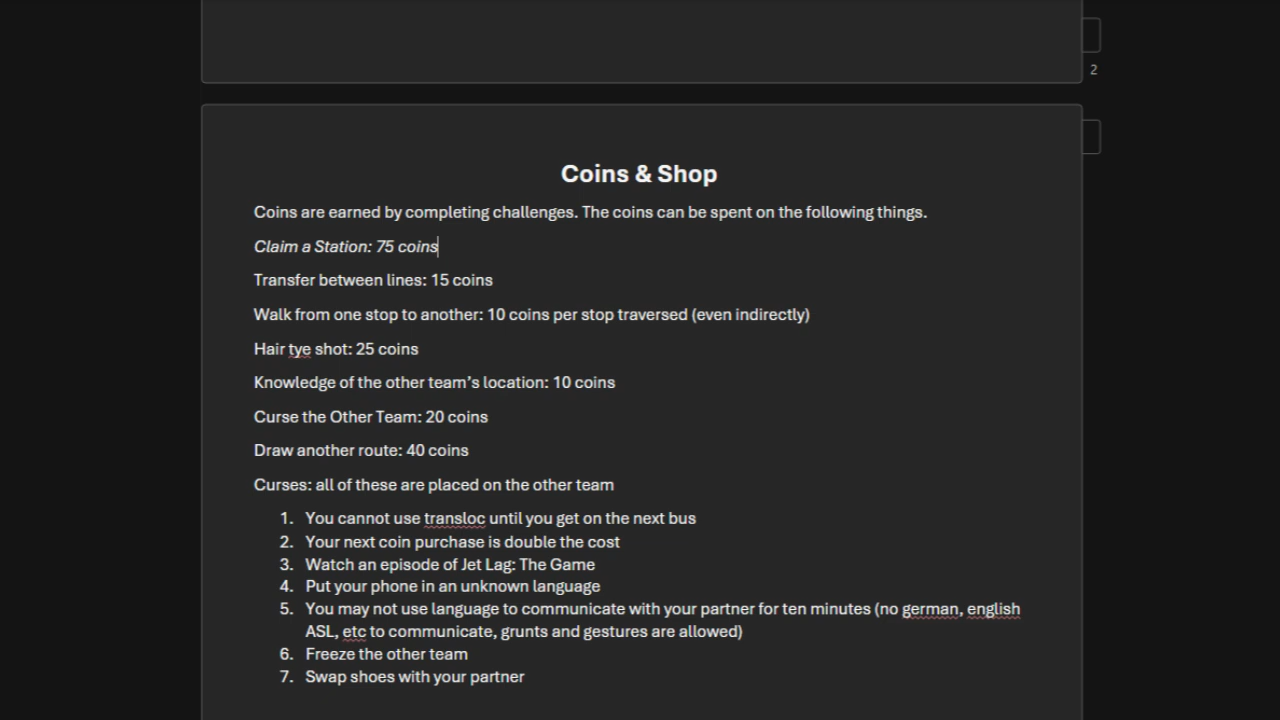 2
Coins & Shop
Coins are earned by completing challenges. The coins can be spent on the following things.
Claim a Station: 75 coins
Transfer between lines: 15 coins
Walk from one stop to another: 10 coins per stop traversed (even indirectly)
Hair tye shot: 25 coins
Knowledge of the other team’s location: 10 coins
Curse the Other Team: 20 coins
Draw another route: 40 coins
Curses: all of these are placed on the other team
1. You cannot use transloc until you get on the next bus
2. Your next coin purchase is double the cost
3. Watch an episode of Jet Lag: The Game
4. Put your phone in an unknown language
5. You may not use language to communicate with your partner for ten minutes (no german, english
ASL, etc to communicate, grunts and gestures are allowed)
6. Freeze the other team
7. Swap shoes with your partner